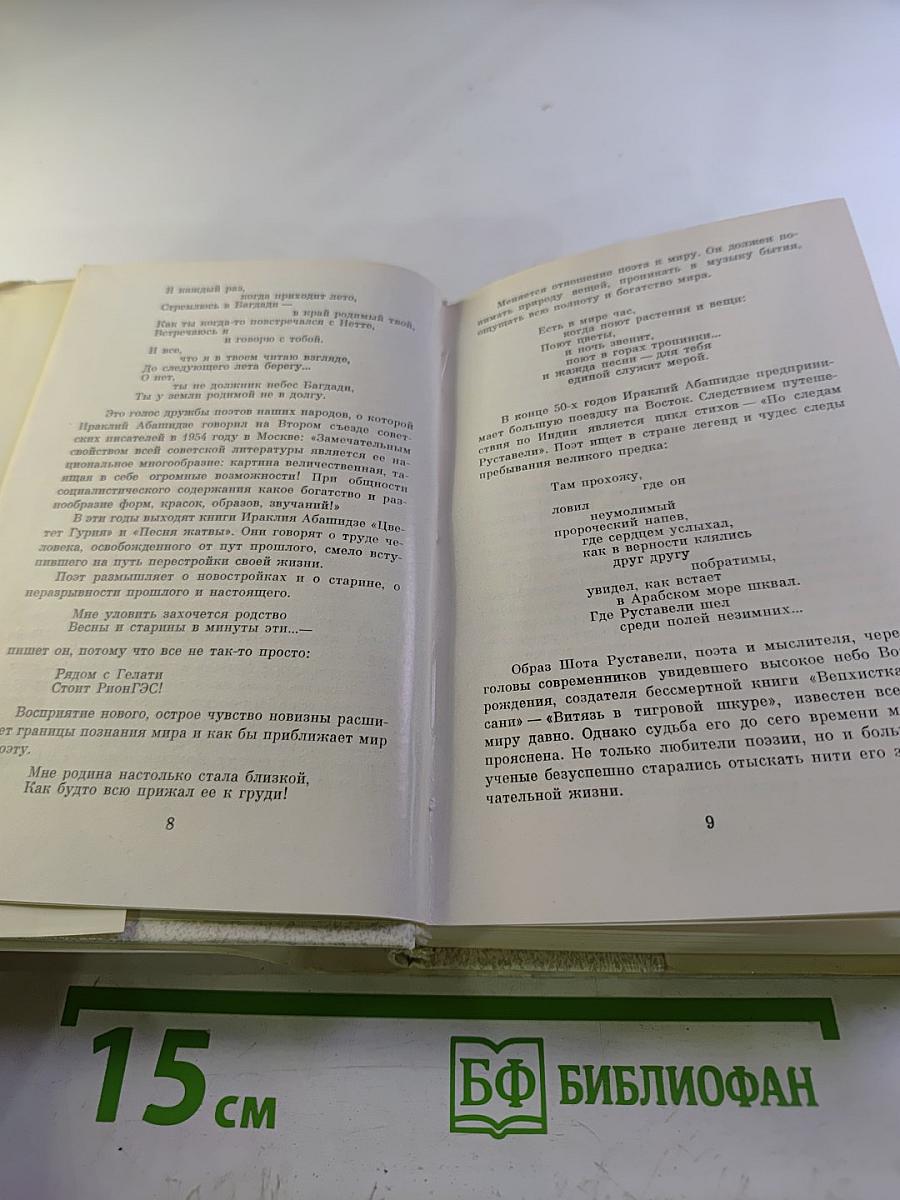 И каждый раз,
когда приходит лето,
Стремлюсь в Багдади —
в край родимый твой,
Как ты когда-то повстречался с Нетте,
Встречаюсь я
и говорю с тобой.
И все,
что я в твоем читаю взгляде,
До следующего лета берегу...
О нет,
ты не должник небес Багдади,
Ты у земли родимой не в долгу.
Это голос дружбы поэтов наших народов, о которой
Ираклий Абашидзе говорил на Втором съезде совет-
ских писателей в 1954 году в Москве: «Замечательным
свойством всей советской литературы является ее на-
циональное многообразие: картина величественная, та-
ящая в себе огромные возможности! При общности
социалистического содержания какое богатство и раз-
нообразие форм, красок, образов, звучаний!»
В эти годы выходят книги Ираклия Абашидзе «Цве-
тет Гурия» и «Песня жатвы». Они говорят о труде че-
ловека, освобожденного от пут прошлого, смело всту-
пившего на путь перестройки своей жизни.
Поэт размышляет о новостройках и о старине, о
неразрывности прошлого и настоящего.
Мне уловить захочется родство
Весны и старины в минуты эти...—
пишет он, потому что все не так-то просто:
Рядом с Гелати
Стоит РионГЭС!
Восприятие нового, острое чувство новизны расши-
ет границы познания мира и как бы приближает мир
оэту.
Мне родина настолько стала близкой,
Как будто всю прижал ее к груди!
8
Меняется отношение поэта к миру. Он должен по-
нимать природу вещей, проникать в музыку бытия,
ощущать всю полноту и богатство мира.
Есть в мире час,
когда поют растения и вещи:
Поют цветы,
и ночь звенит,
поют в горах тропинки...
и жажда песни — для тебя
единой служит мерой.
В конце 50-х годов Ираклий Абашидзе предприни-
мает большую поездку на Восток. Следствием путеше-
ствия по Индии является цикл стихов — «По следам
Руставели». Поэт ищет в стране легенд и чудес следы
пребывания великого предка:
Там прохожу,
где он
ловил
неумолимый
пророческий напев,
где сердцем услыхал,
как в верности клялись
друг другу
побратимы,
увидел, как встает
в Арабском море шквал.
Где Руставели шел
среди полей незимних...
Образ Шота Руставели, поэта и мыслителя, чере
головы современников увидевшего высокое небо Во
рождения, создателя бессмертной книги «Вепхистка
сани» — «Витязь в тигровой шкуре», известен все
миру давно. Однако судьба его до сего времени м
прояснена. Не только любители поэзии, но и боль
ученые безуспешно старались отыскать нити его з
чательной жизни.
9
15 см
БФ БИБЛИОФАН